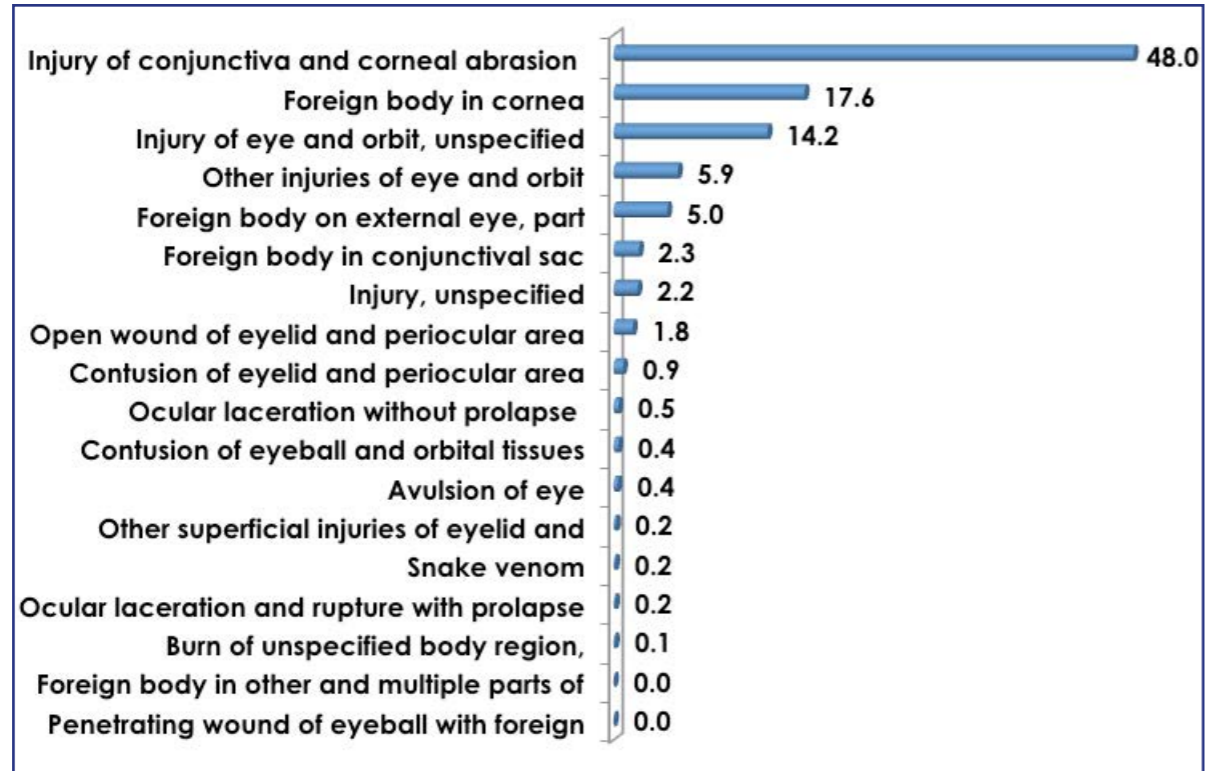 Injury of conjunctiva and corneal abrasion 48.0
Foreign body in cornea 17.6
Injury of eye and orbit, unspecified 14.2
Other injuries of eye and orbit 5.9
Foreign body on external eye, part 5.0
Foreign body in conjunctival sac 2.3
Injury, unspecified 2.2
Open wound of eyelid and periocular area 1.8
Contusion of eyelid and periocular area 0.9
Ocular laceration without prolapse 0.5
Contusion of eyeball and orbital tissues 0.4
Avulsion of eye 0.4
Other superficial injuries of eyelid and 0.2
Snake venom 0.2
Ocular laceration and rupture with prolapse 0.2
Burn of unspecified body region, 0.1
Foreign body in other and multiple parts of 0.0
Penetrating wound of eyeball with foreign 0.0